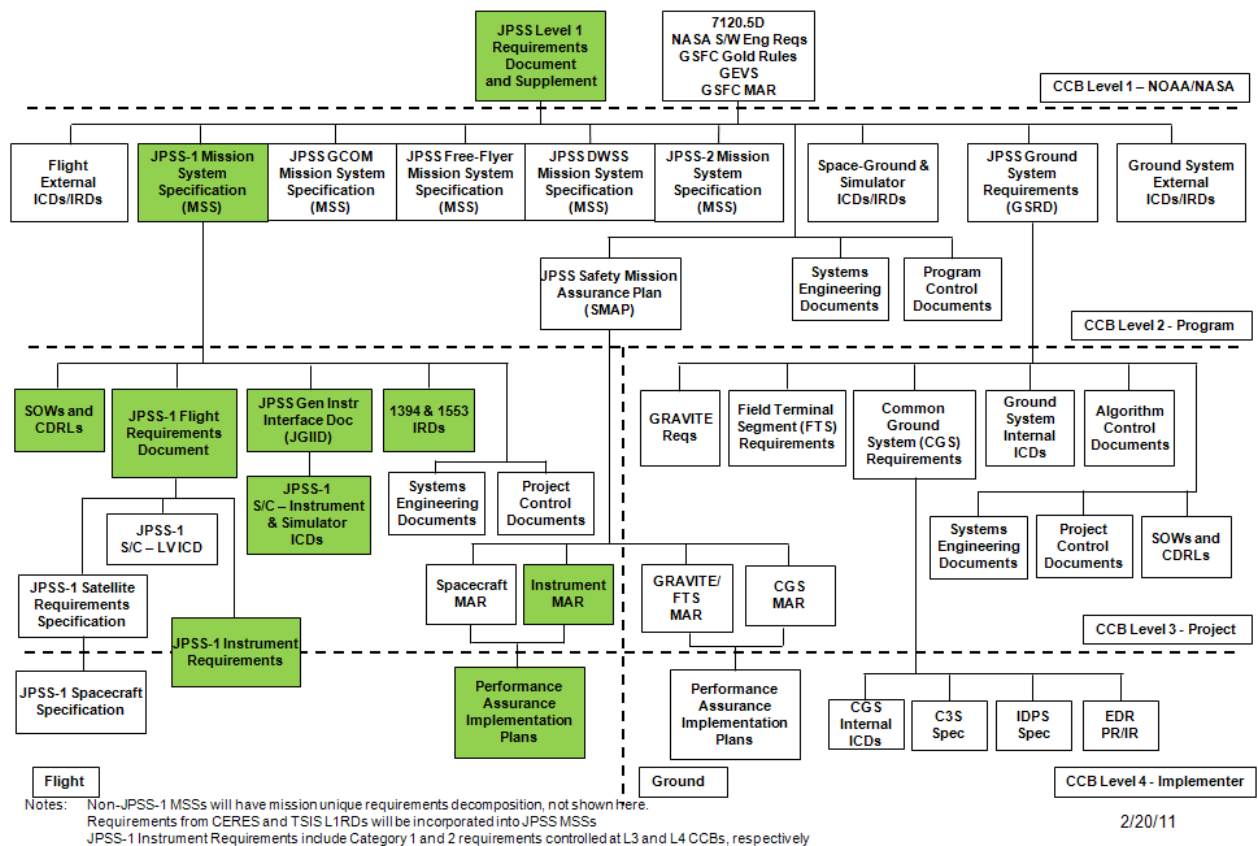 JPSS Level 1
Requirements
Document
and Supplement
7120.5D
NASA S/W Eng Reqs
GSFC Gold Rules
GEVS
GSFC MAR
CCB Level 1 – NOAA/NASA
Flight
External
ICDs/IRDs
JPSS-1 Mission
System
Specification
(MSS)
JPSS GCOM
Mission System
Specification
(MSS)
JPSS Free-Flyer
Mission System
Specification
(MSS)
JPSS DWSS
Mission System
Specification
(MSS)
JPSS-2 Mission
System
Specification
(MSS)
Space-Ground &
Simulator
ICDs/IRDs
JPSS Ground
System
Requirements
(GSRD)
Ground System
External
ICDs/IRDs
JPSS Safety Mission
Assurance Plan
(SMAP)
Systems
Engineering
Documents
Program
Control
Documents
CCB Level 2 - Program
SOWs and
CDRLs
JPSS-1 Flight
Requirements
Document
JPSS Gen Instr
Interface Doc
(JGIID)
1394 & 1553
IRDs
GRAVITE
Reqs
Field Terminal
Segment (FTS)
Requirements
Common
Ground
System (CGS)
Requirements
Ground
System
Internal
ICDs
Algorithm
Control
Documents
JPSS-1
S/C – LV ICD
JPSS-1
S/C – Instrument
& Simulator
ICDs
Systems
Engineering
Documents
Project
Control
Documents
Systems
Engineering
Documents
Project
Control
Documents
SOWs and
CDRLs
JPSS-1 Satellite
Requirements
Specification
JPSS-1 Instrument
Requirements
Spacecraft
MAR
Instrument
MAR
GRAVITE/
FTS
MAR
CGS
MAR
CCB Level 3 - Project
JPSS-1 Spacecraft
Specification
Performance
Assurance
Implementation
Plans
Performance
Assurance
Implementation
Plans
CGS
Internal
ICDs
C3S
Spec
IDPS
Spec
EDR
PR/IR
Flight
Ground
CCB Level 4 - Implementer
Notes: Non-JPSS-1 MSSs will have mission unique requirements decomposition, not shown here.
Requirements from CERES and TSIS L1RDs will be incorporated into JPSS MSSs
JPSS-1 Instrument Requirements include Category 1 and 2 requirements controlled at L3 and L4 CCBs, respectively
2/20/11